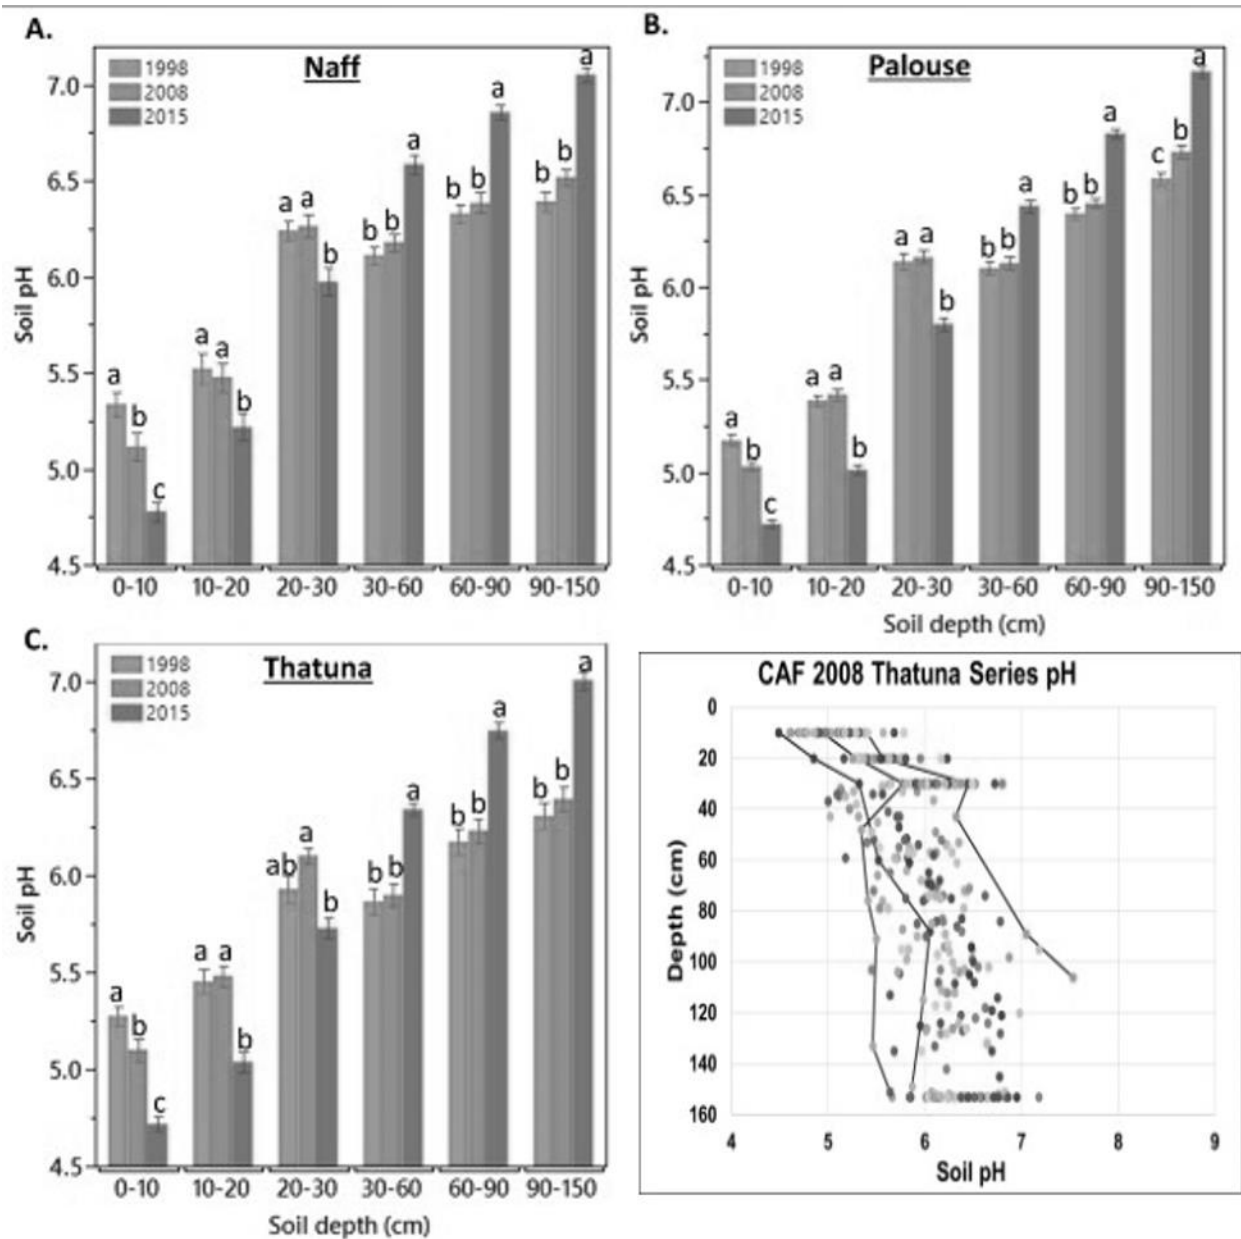 A.
Naff
1998
2008
2015
7.0
6.5
6.0
5.5
5.0
4.5
Soil pH
a b c
a a b
a a b
b b a
b b a
b b a
0-10 10-20 20-30 30-60 60-90 90-150
B.
Palouse
1998
2008
2015
7.0
6.5
6.0
5.5
5.0
4.5
Soil pH
a b c
a a b
a a b
b b a
b b a
c b a
0-10 10-20 20-30 30-60 60-90 90-150
Soil depth (cm)
C.
Thatuna
1998
2008
2015
7.0
6.5
6.0
5.5
5.0
4.5
Soil pH
a b c
a a b
ab a b
b b a
b b a
b b a
0-10 10-20 20-30 30-60 60-90 90-150
Soil depth (cm)
CAF 2008 Thatuna Series pH
0
20
40
60
80
100
120
140
160
Depth (cm)
4 5 6 7 8 9
Soil pH